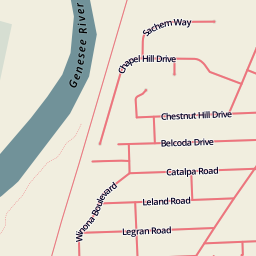 Sachem Way
Genesee River
Chapel Hill Drive
Chestnut Hill Drive
Belcoda Drive
Catalpa Road
Winona Boulevard
Leland Road
Legran Road